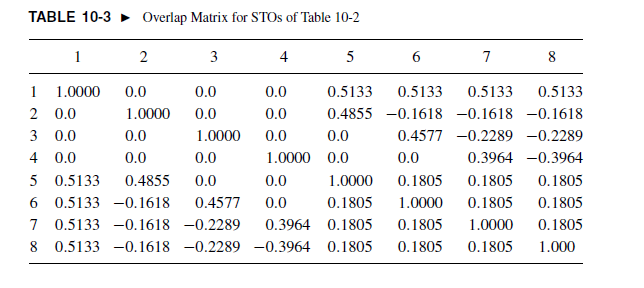 TABLE 10-3 ► Overlap Matrix for STOs of Table 10-2
1 2 3 4 5 6 7 8
1 1.0000 0.0 0.0 0.0 0.5133 0.5133 0.5133 0.5133
2 0.0 1.0000 0.0 0.0 0.4855 −0.1618 −0.1618 −0.1618
3 0.0 0.0 1.0000 0.0 0.0 0.4577 −0.2289 −0.2289
4 0.0 0.0 0.0 1.0000 0.0 0.0 0.3964 −0.3964
5 0.5133 0.4855 0.0 0.0 1.0000 0.1805 0.1805 0.1805
6 0.5133 −0.1618 0.4577 0.0 0.1805 1.0000 0.1805 0.1805
7 0.5133 −0.1618 −0.2289 0.3964 0.1805 0.1805 1.0000 0.1805
8 0.5133 −0.1618 −0.2289 −0.3964 0.1805 0.1805 0.1805 1.000